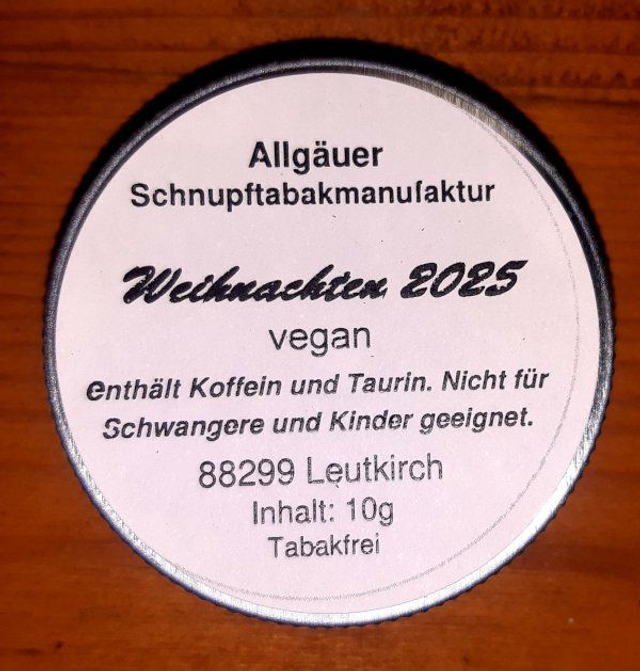 Allgäuer
Schnupftabakmanufaktur
Weihnachten 2025
vegan
enthält Koffein und Taurin. Nicht für
Schwangere und Kinder geeignet.
88299 Leutkirch
Inhalt: 10g
Tabakfrei